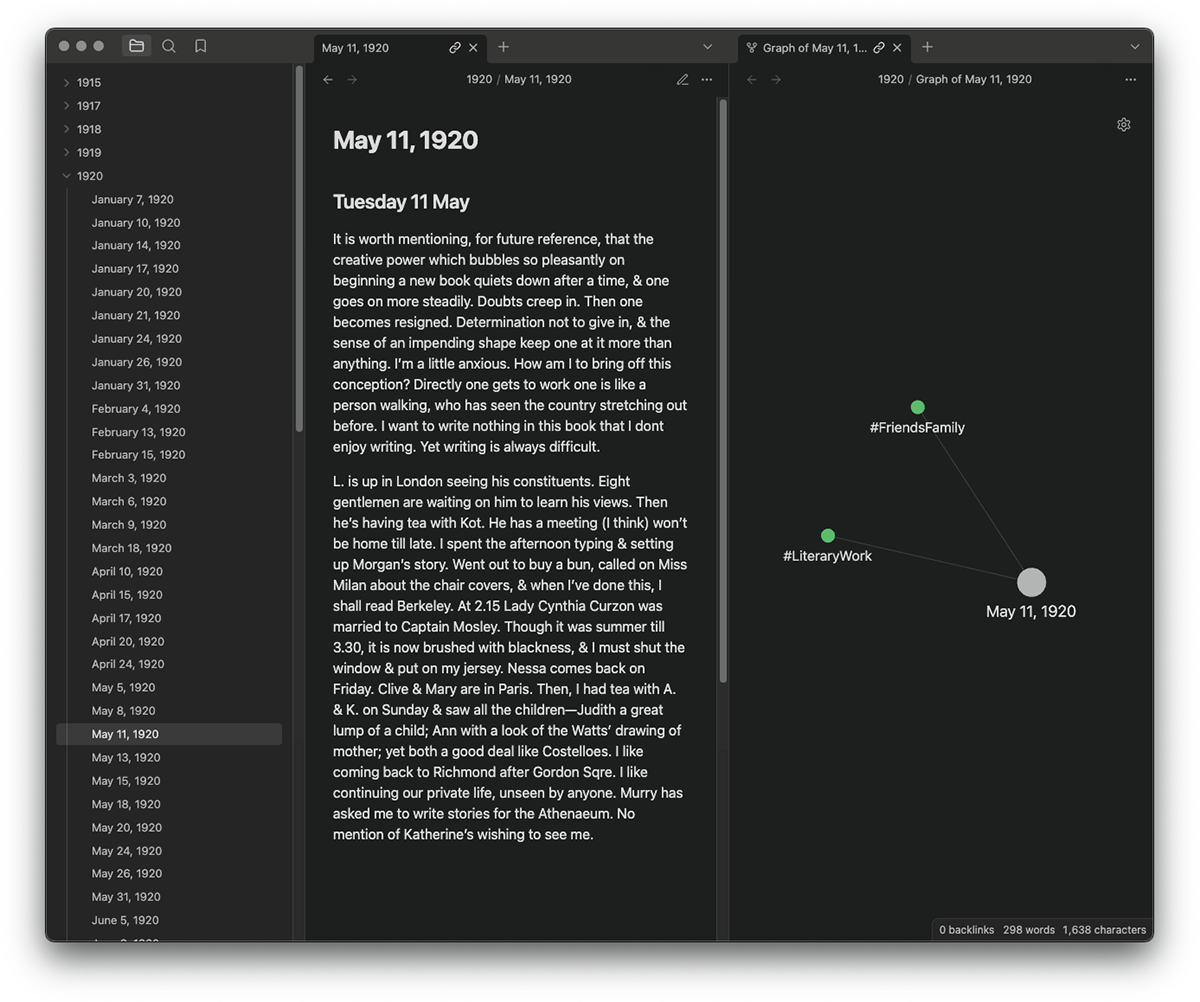 1915
1917
1918
1919
1920
January 7, 1920
January 10, 1920
January 14, 1920
January 17, 1920
January 20, 1920
January 21, 1920
January 24, 1920
January 26, 1920
January 31, 1920
February 4, 1920
February 13, 1920
February 15, 1920
March 3, 1920
March 6, 1920
March 9, 1920
March 18, 1920
April 10, 1920
April 15, 1920
April 17, 1920
April 20, 1920
April 24, 1920
May 5, 1920
May 8, 1920
May 11, 1920
May 13, 1920
May 15, 1920
May 18, 1920
May 20, 1920
May 24, 1920
May 26, 1920
May 31, 1920
June 5, 1920
May 11, 1920
1920 / May 11, 1920
May 11, 1920
Tuesday 11 May
It is worth mentioning, for future reference, that the
creative power which bubbles so pleasantly on
beginning a new book quiets down after a time, & one
goes on more steadily. Doubts creep in. Then one
becomes resigned. Determination not to give in, & the
sense of an impending shape keep one at it more than
anything. I'm a little anxious. How am I to bring off this
conception? Directly one gets to work one is like a
person walking, who has seen the country stretching out
before. I want to write nothing in this book that I dont
enjoy writing. Yet writing is always difficult.
L. is up in London seeing his constituents. Eight
gentlemen are waiting on him to learn his views. Then
he's having tea with Kot. He has a meeting (I think) won't
be home till late. I spent the afternoon typing & setting
up Morgan's story. Went out to buy a bun, called on Miss
Milan about the chair covers, & when I've done this, I
shall read Berkeley. At 2.15 Lady Cynthia Curzon was
married to Captain Mosley. Though it was summer till
3.30, it is now brushed with blackness, & I must shut the
window & put on my jersey. Nessa comes back on
Friday. Clive & Mary are in Paris. Then, I had tea with A.
& K. on Sunday & saw all the children—Judith a great
lump of a child; Ann with a look of the Watts' drawing of
mother; yet both a good deal like Costelloes. I like
coming back to Richmond after Gordon Sqre. I like
continuing our private life, unseen by anyone. Murry has
asked me to write stories for the Athenaeum. No
mention of Katherine's wishing to see me.
Graph of May 11, 1...
1920 / Graph of May 11, 1920
#FriendsFamily
#LiteraryWork
May 11, 1920
0 backlinks 298 words 1,638 characters